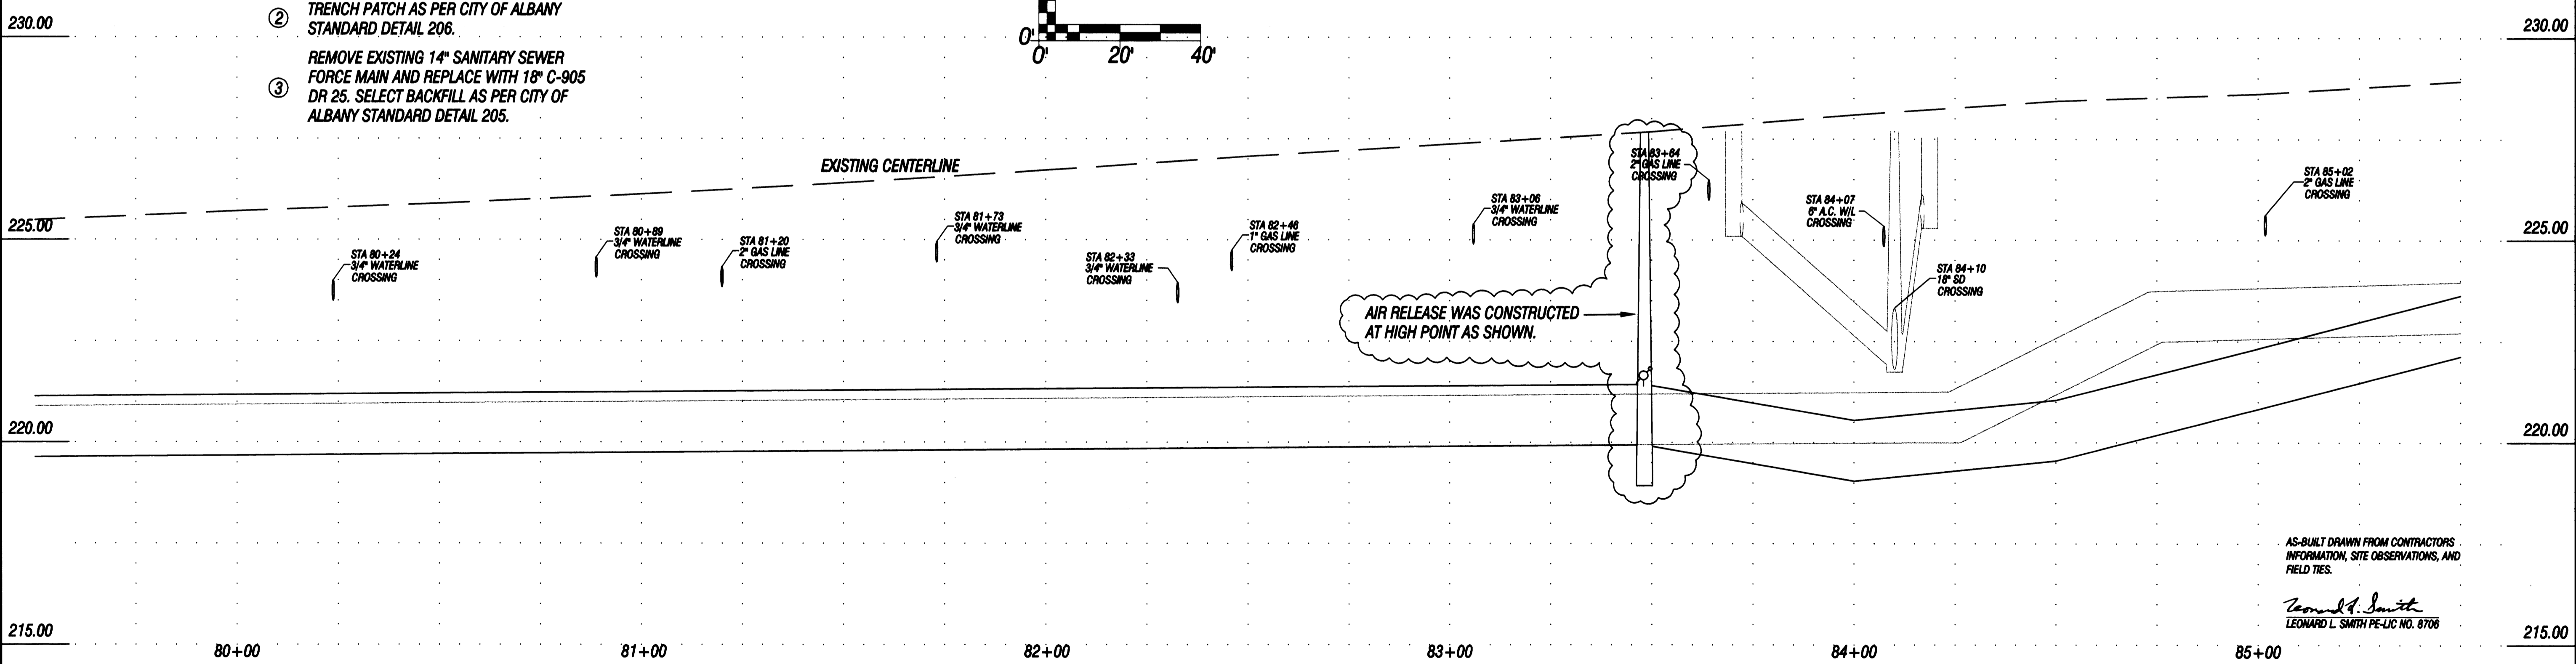 ② TRENCH PATCH AS PER CITY OF ALBANY
STANDARD DETAIL 206.
③ REMOVE EXISTING 14" SANITARY SEWER
FORCE MAIN AND REPLACE WITH 18" C-905
DR 25. SELECT BACKFILL AS PER CITY OF
ALBANY STANDARD DETAIL 205.
0'
0' 20' 40'
230.00
230.00
EXISTING CENTERLINE
225.00
225.00
STA 80+24
3/4" WATERLINE
CROSSING
STA 80+89
3/4" WATERLINE
CROSSING
STA 81+20
2" GAS LINE
CROSSING
STA 81+73
3/4" WATERLINE
CROSSING
STA 82+33
3/4" WATERLINE
CROSSING
STA 82+46
1" GAS LINE
CROSSING
STA 83+06
3/4" WATERLINE
CROSSING
STA 83+64
2" GAS LINE
CROSSING
STA 84+07
6" A.C. W/L
CROSSING
STA 84+10
18" SD
CROSSING
STA 85+02
2" GAS LINE
CROSSING
AIR RELEASE WAS CONSTRUCTED
AT HIGH POINT AS SHOWN.
220.00
220.00
AS-BUILT DRAWN FROM CONTRACTORS
INFORMATION, SITE OBSERVATIONS, AND
FIELD TIES.
Leonard L. Smith
LEONARD L. SMITH PE-LIC NO. 8706
215.00
215.00
80+00 81+00 82+00 83+00 84+00 85+00